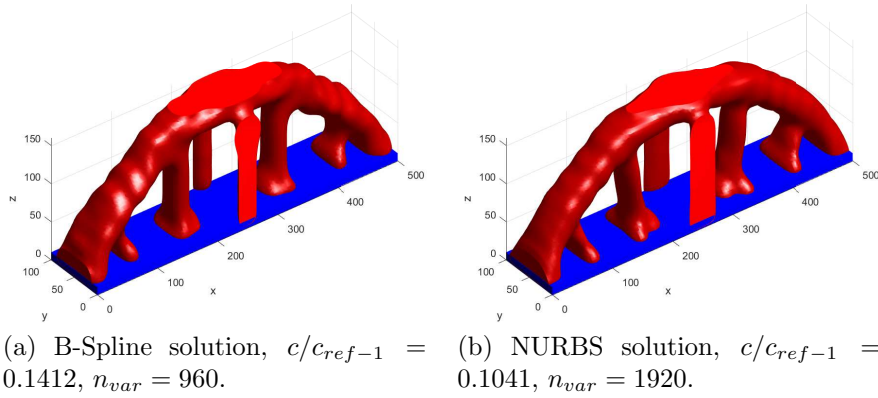 150
100
50
0
z
100
50
0
y
0
100
200
300
400
500
x
150
100
50
0
z
100
50
0
y
0
100
200
300
400
500
x
(a) B-Spline solution, c/c_{ref-1} =
0.1412, n_{var} = 960.
(b) NURBS solution, c/c_{ref-1} =
0.1041, n_{var} = 1920.